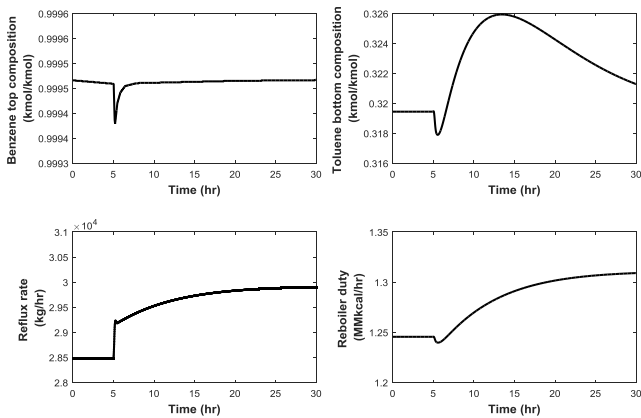 Benzene top composition
(kmol/kmol)
0.9996
0.9996
0.9995
0.9995
0.9994
0.9994
0.9993
0 5 10 15 20 25 30
Time (hr)
Toluene bottom composition
(kmol/kmol)
0.326
0.324
0.322
0.32
0.318
0.316
0 5 10 15 20 25 30
Time (hr)
Reflux rate
(kg/hr)
×10⁴
3.1
3.05
3
2.95
2.9
2.85
2.8
0 5 10 15 20 25 30
Time (hr)
Reboiler duty
(MMkcal/hr)
1.35
1.3
1.25
1.2
0 5 10 15 20 25 30
Time (hr)